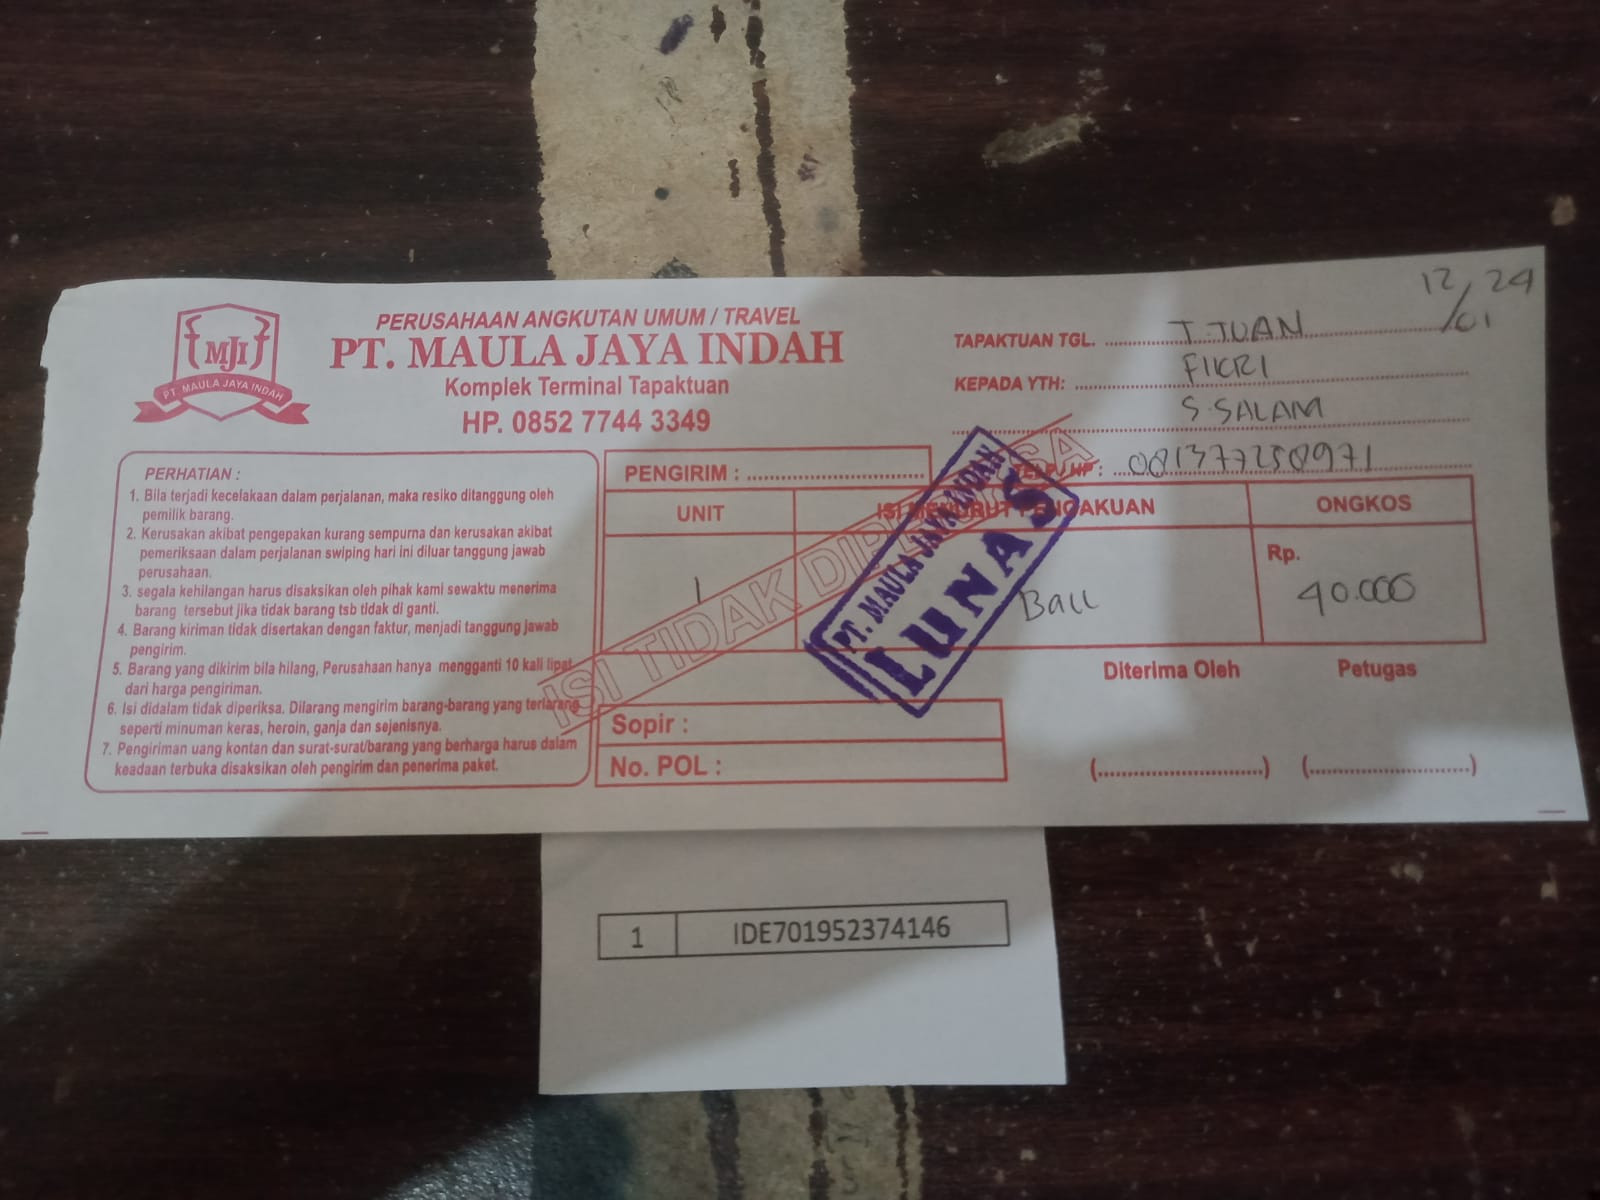 MJI
PT. MAULA JAYA INDAH
PERUSAHAAN ANGKUTAN UMUM / TRAVEL
PT. MAULA JAYA INDAH
Komplek Terminal Tapaktuan
HP. 0852 7744 3349
12/01 24
TAPAKTUAN TGL. T.TUAN
KEPADA YTH: FIKRI
S.SALAM
TELP / HP : 081377250971
PERHATIAN :
1. Bila terjadi kecelakaan dalam perjalanan, maka resiko ditanggung oleh
pemilik barang.
2. Kerusakan akibat pengepakan kurang sempurna dan kerusakan akibat
pemeriksaan dalam perjalanan swiping hari ini diluar tanggung jawab
perusahaan.
3. segala kehilangan harus disaksikan oleh pihak kami sewaktu menerima
barang tersebut jika tidak barang tsb tidak di ganti.
4. Barang kiriman tidak disertakan dengan faktur, menjadi tanggung jawab
pengirim.
5. Barang yang dikirim bila hilang, Perusahaan hanya mengganti 10 kali lipat
dari harga pengiriman.
6. Isi didalam tidak diperiksa. Dilarang mengirim barang-barang yang terlarang
seperti minuman keras, heroin, ganja dan sejenisnya.
7. Pengiriman uang kontan dan surat-surat/barang yang berharga harus dalam
keadaan terbuka disaksikan oleh pengirim dan penerima paket.
PENGIRIM :
UNIT ISI MENURUT PENGAKUAN ONGKOS
1 Ball Rp. 40.000
ISI TIDAK DIPERIKSA
PT. MAULA JAYA INDAH
LUNAS
Diterima Oleh Petugas
Sopir :
No. POL :
(..............................) (..............................)
1 IDE701952374146